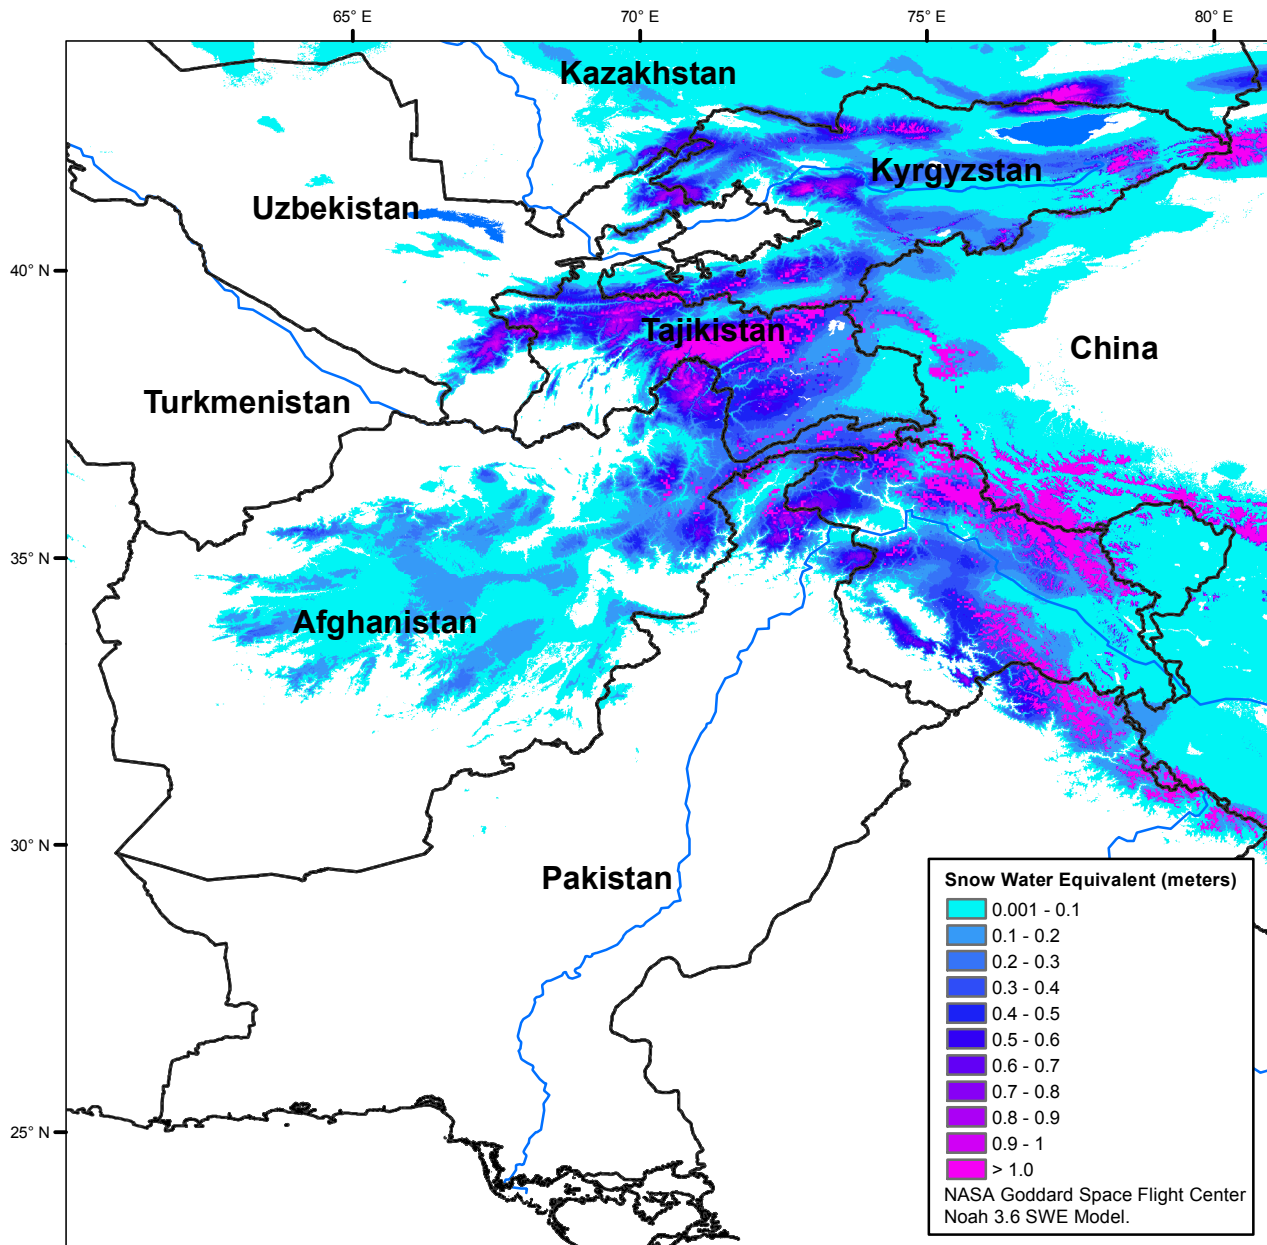 65° E
70° E
75° E
80° E
Kazakhstan
Kyrgyzstan
Uzbekistan
40° N
Tajikistan
China
Turkmenistan
35° N
Afghanistan
30° N
Pakistan
25° N
Snow Water Equivalent (meters)
0.001 - 0.1
0.1 - 0.2
0.2 - 0.3
0.3 - 0.4
0.4 - 0.5
0.5 - 0.6
0.6 - 0.7
0.7 - 0.8
0.8 - 0.9
0.9 - 1
> 1.0
NASA Goddard Space Flight Center
Noah 3.6 SWE Model.